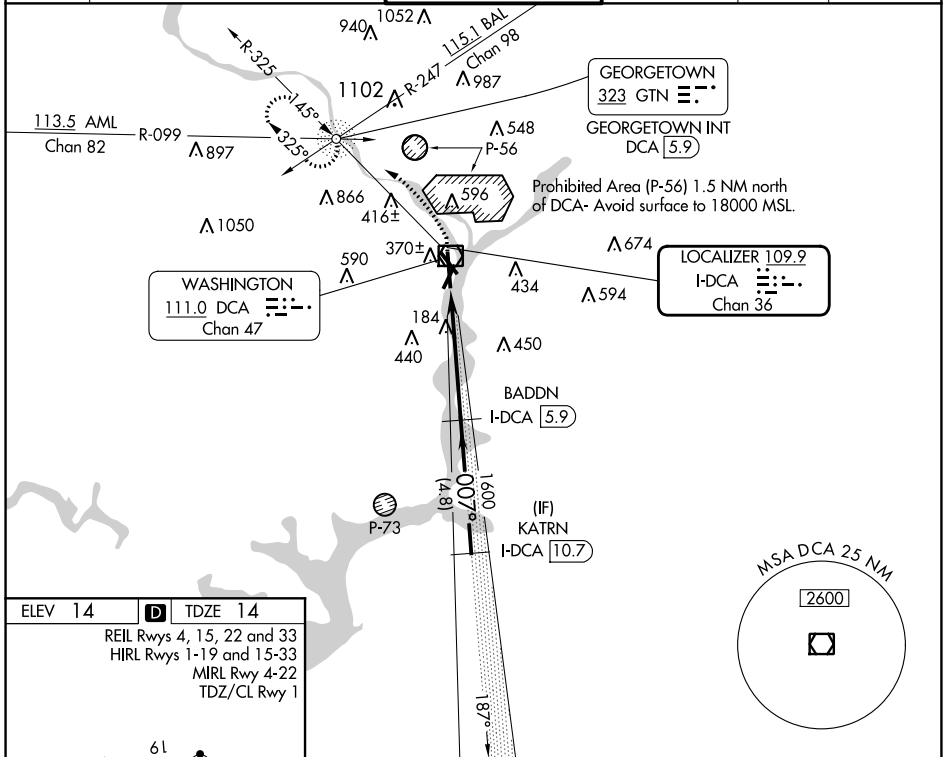 1052
940
115.1 BAL
R-247
Chan 98
R-325
1102
987
145°
325°
GEORGETOWN
323 GTN
GEORGETOWN INT
DCA 5.9
113.5 AML
R-099
Chan 82
897
548
P-56
596
Prohibited Area (P-56) 1.5 NM north
of DCA- Avoid surface to 18000 MSL.
866
416±
1050
370±
590
674
434
594
WASHINGTON
111.0 DCA
Chan 47
LOCALIZER 109.9
I-DCA
Chan 36
184
440
450
BADDN
I-DCA 5.9
1600
007°
(4.8)
P-73
(IF)
KATRN
I-DCA 10.7
187°
MSA DCA 25 NM
2600
ELEV 14 D TDZE 14
REIL Rwys 4, 15, 22 and 33
HIRL Rwys 1-19 and 15-33
MIRL Rwy 4-22
TDZ/CL Rwy 1
19